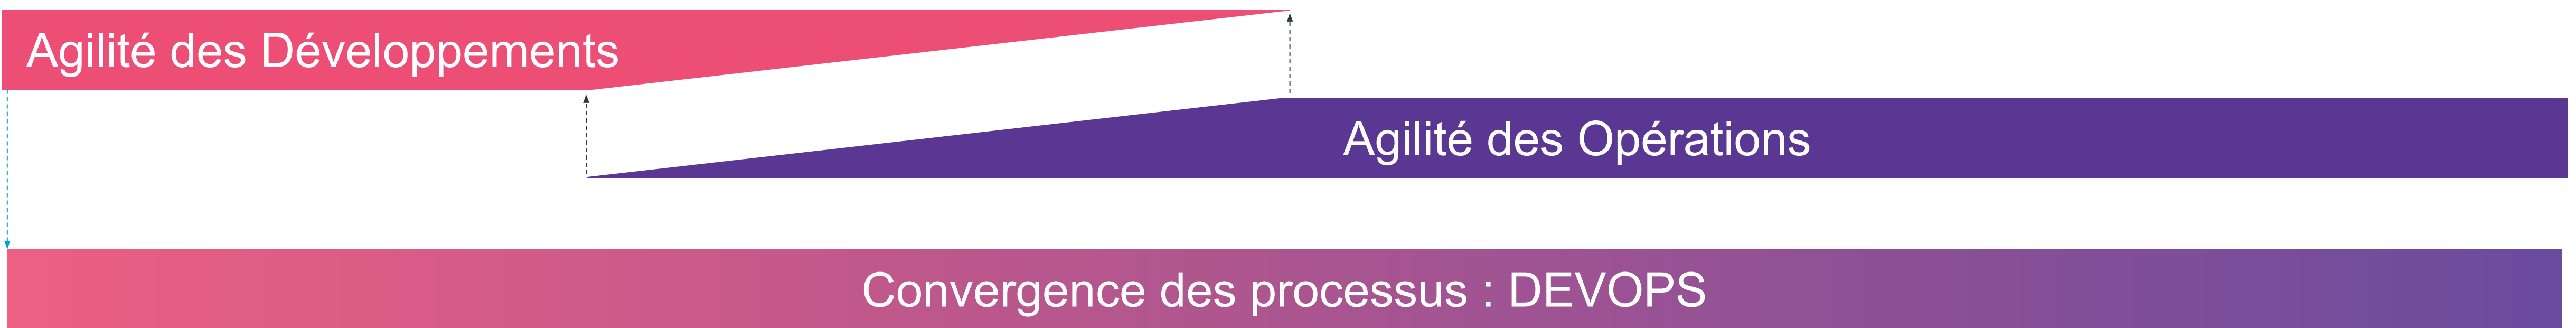 Agilité des Développements
Agilité des Opérations
Convergence des processus : DEVOPS